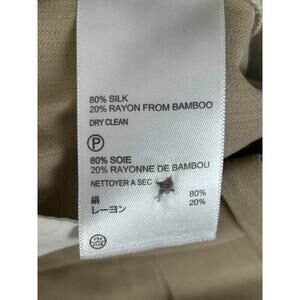 80% SILK
20% RAYON FROM BAMBOO
DRY CLEAN
P
80% SOIE
20% RAYONNE DE BAMBOU
NETTOYER A SEC
絹 80%
レーヨン 20%